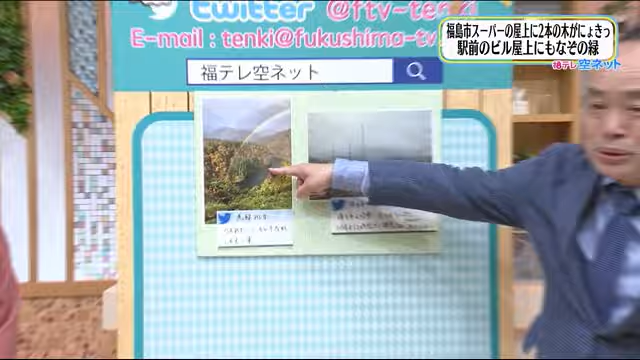 twitter @ftv-tenki
E-mail : tenki@fukushima-tv
福テレ空ネット
福島市スーパーの屋上に2本の木がにょきっ
駅前のビル屋上にもなぞの緑
福テレ空ネット